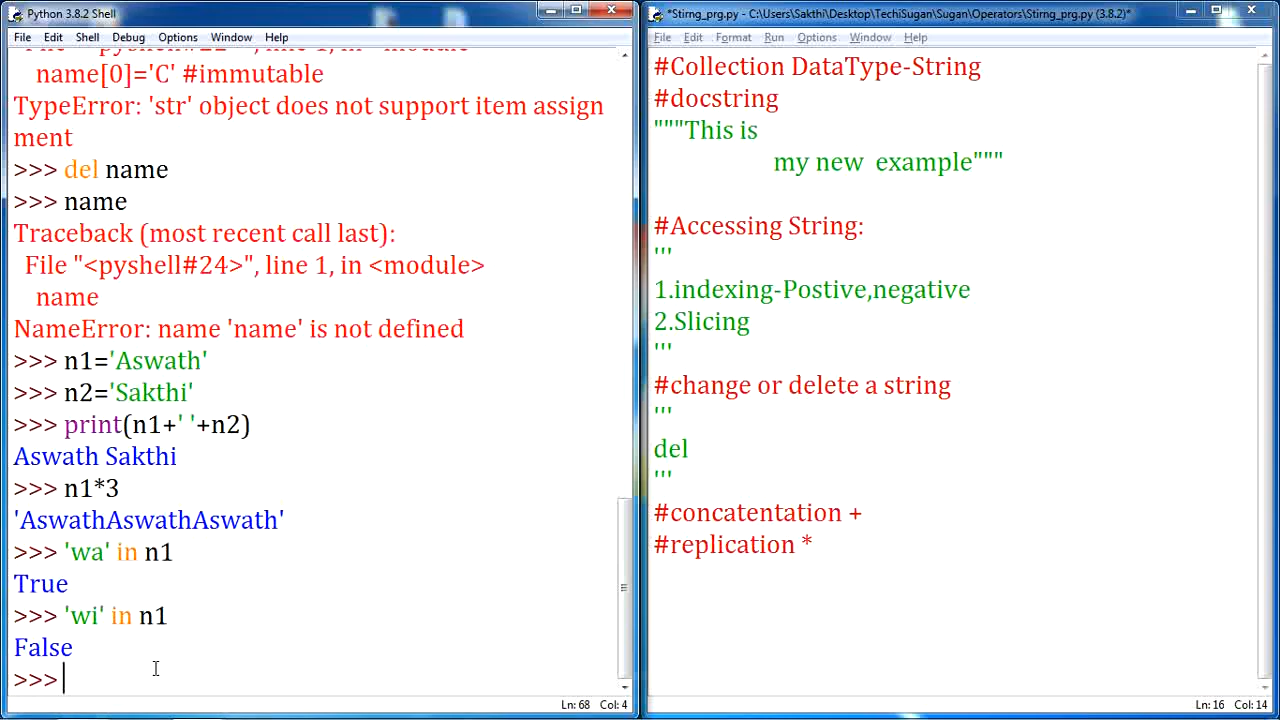 Python 3.8.2 Shell
File Edit Shell Debug Options Window Help
name[0]='C' #immutable
TypeError: 'str' object does not support item assign
ment
>>> del name
>>> name
Traceback (most recent call last):
File "<pyshell#24>", line 1, in <module>
name
NameError: name 'name' is not defined
>>> n1='Aswath'
>>> n2='Sakthi'
>>> print(n1+' '+n2)
Aswath Sakthi
>>> n1*3
'AswathAswathAswath'
>>> 'wa' in n1
True
>>> 'wi' in n1
False
>>>
Ln: 68 Col: 4
*Stirng_prg.py - C:\Users\Sakthi\Desktop\TechiSugan\Sugan\Operators\Stirng_prg.py (3.8.2)*
File Edit Format Run Options Window Help
#Collection DataType-String
#docstring
"""This is
my new  example"""
#Accessing String:
'''
1.indexing-Postive,negative
2.Slicing
'''
#change or delete a string
'''
del
'''
#concatentation +
#replication *
Ln: 16 Col: 14